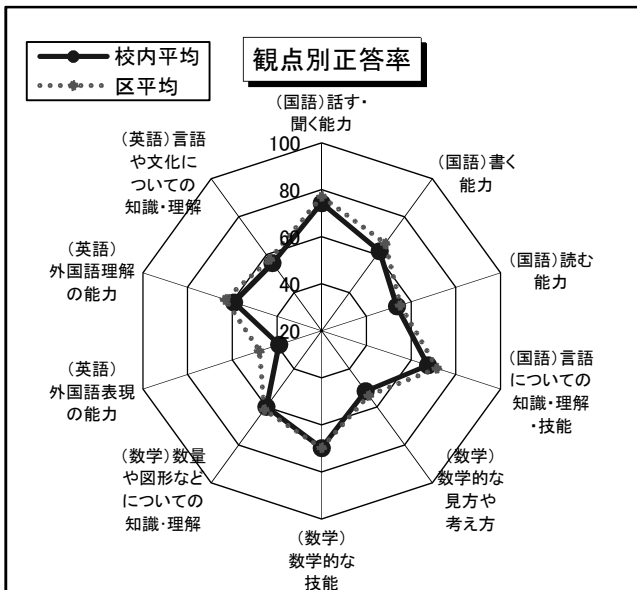 校内平均
区平均
観点別正答率
(国語)話す・
聞く能力
(国語)書く
能力
(国語)読む
能力
(国語)言語
についての
知識・理解
・技能
(数学)
数学的な
見方や
考え方
(数学)
数学的な
技能
(数学)数量
や図形など
についての
知識・理解
(英語)
外国語表現
の能力
(英語)
外国語理解
の能力
(英語)言語
や文化に
ついての
知識・理解
100
80
60
40
20